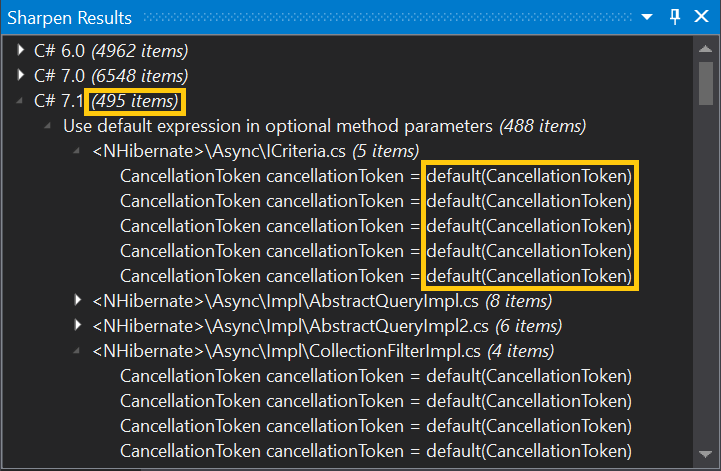 Sharpen Results
C# 6.0 (4962 items)
C# 7.0 (6548 items)
C# 7.1 (495 items)
Use default expression in optional method parameters (488 items)
<NHibernate>\Async\ICriteria.cs (5 items)
CancellationToken cancellationToken = default(CancellationToken)
CancellationToken cancellationToken = default(CancellationToken)
CancellationToken cancellationToken = default(CancellationToken)
CancellationToken cancellationToken = default(CancellationToken)
CancellationToken cancellationToken = default(CancellationToken)
<NHibernate>\Async\Impl\AbstractQueryImpl.cs (8 items)
<NHibernate>\Async\Impl\AbstractQueryImpl2.cs (6 items)
<NHibernate>\Async\Impl\CollectionFilterImpl.cs (4 items)
CancellationToken cancellationToken = default(CancellationToken)
CancellationToken cancellationToken = default(CancellationToken)
CancellationToken cancellationToken = default(CancellationToken)
CancellationToken cancellationToken = default(CancellationToken)